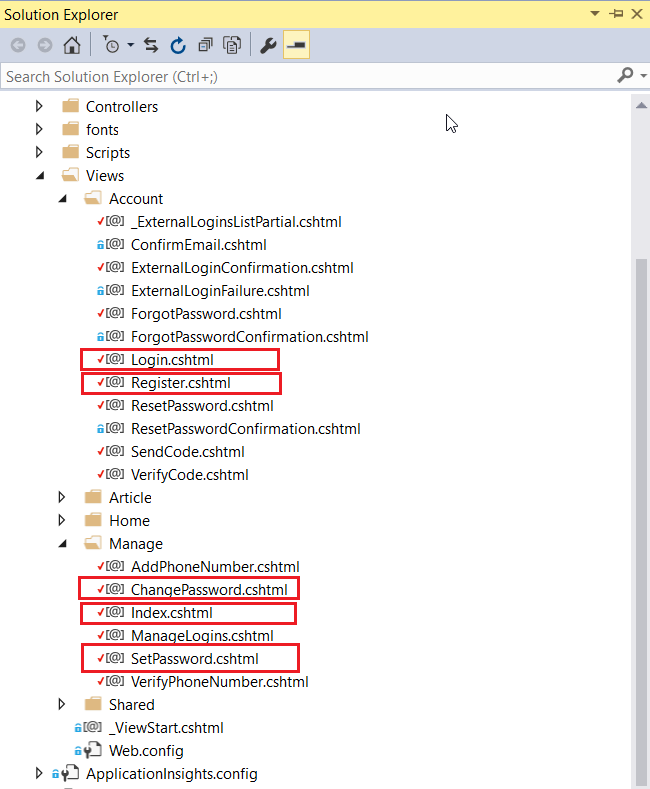 Solution Explorer
Search Solution Explorer (Ctrl+;)
Controllers
fonts
Scripts
Views
Account
[@] _ExternalLoginsListPartial.cshtml
[@] ConfirmEmail.cshtml
[@] ExternalLoginConfirmation.cshtml
[@] ExternalLoginFailure.cshtml
[@] ForgotPassword.cshtml
[@] ForgotPasswordConfirmation.cshtml
[@] Login.cshtml
[@] Register.cshtml
[@] ResetPassword.cshtml
[@] ResetPasswordConfirmation.cshtml
[@] SendCode.cshtml
[@] VerifyCode.cshtml
Article
Home
Manage
[@] AddPhoneNumber.cshtml
[@] ChangePassword.cshtml
[@] Index.cshtml
[@] ManageLogins.cshtml
[@] SetPassword.cshtml
[@] VerifyPhoneNumber.cshtml
Shared
[@] _ViewStart.cshtml
Web.config
ApplicationInsights.config